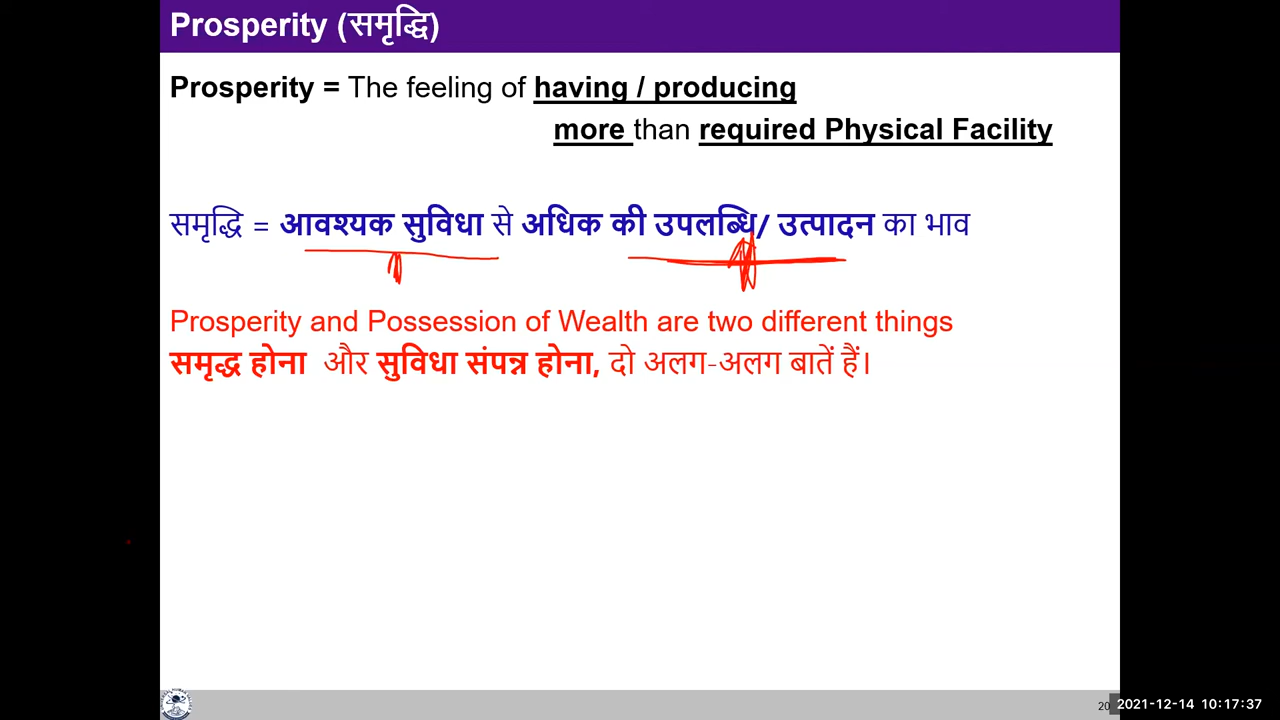 Prosperity (समृद्धि)
Prosperity = The feeling of having / producing
more than required Physical Facility
समृद्धि = आवश्यक सुविधा से अधिक की उपलब्धि/ उत्पादन का भाव
Prosperity and Possession of Wealth are two different things
समृद्ध होना और सुविधा संपन्न होना, दो अलग-अलग बातें हैं।
20
2021-12-14 10:17:37